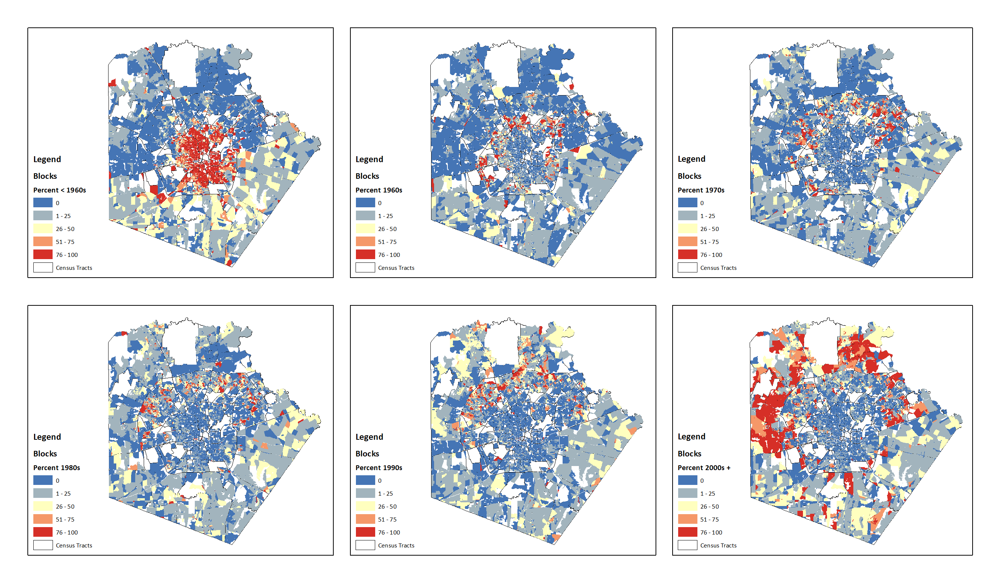 Legend
Blocks
Percent < 1960s
0
1 - 25
26 - 50
51 - 75
76 - 100
Census Tracts
Legend
Blocks
Percent 1960s
0
1 - 25
26 - 50
51 - 75
76 - 100
Census Tracts
Legend
Blocks
Percent 1970s
0
1 - 25
26 - 50
51 - 75
76 - 100
Census Tracts
Legend
Blocks
Percent 1980s
0
1 - 25
26 - 50
51 - 75
76 - 100
Census Tracts
Legend
Blocks
Percent 1990s
0
1 - 25
26 - 50
51 - 75
76 - 100
Census Tracts
Legend
Blocks
Percent 2000s +
0
1 - 25
26 - 50
51 - 75
76 - 100
Census Tracts